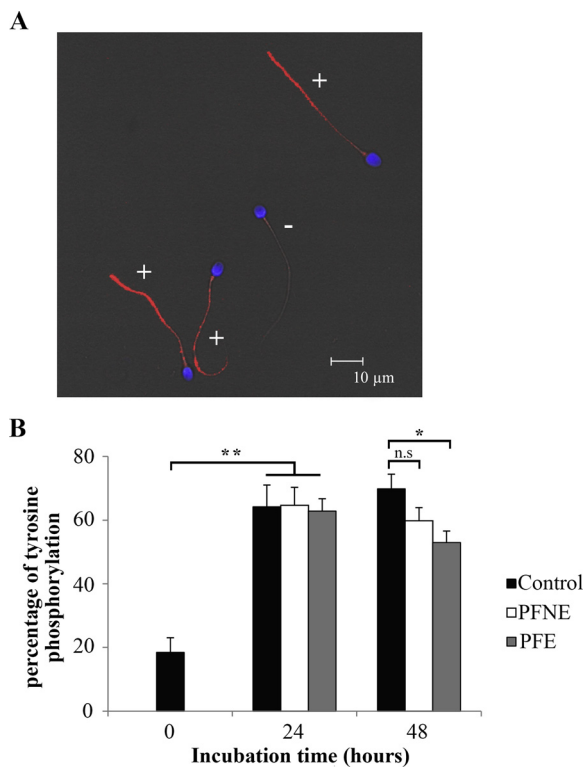 A
+
-
+
+
10 µm
B
percentage of tyrosine
phosphorylation
80
60
40
20
0
**
*
n.s
Control
PFNE
PFE
0 24 48
Incubation time (hours)